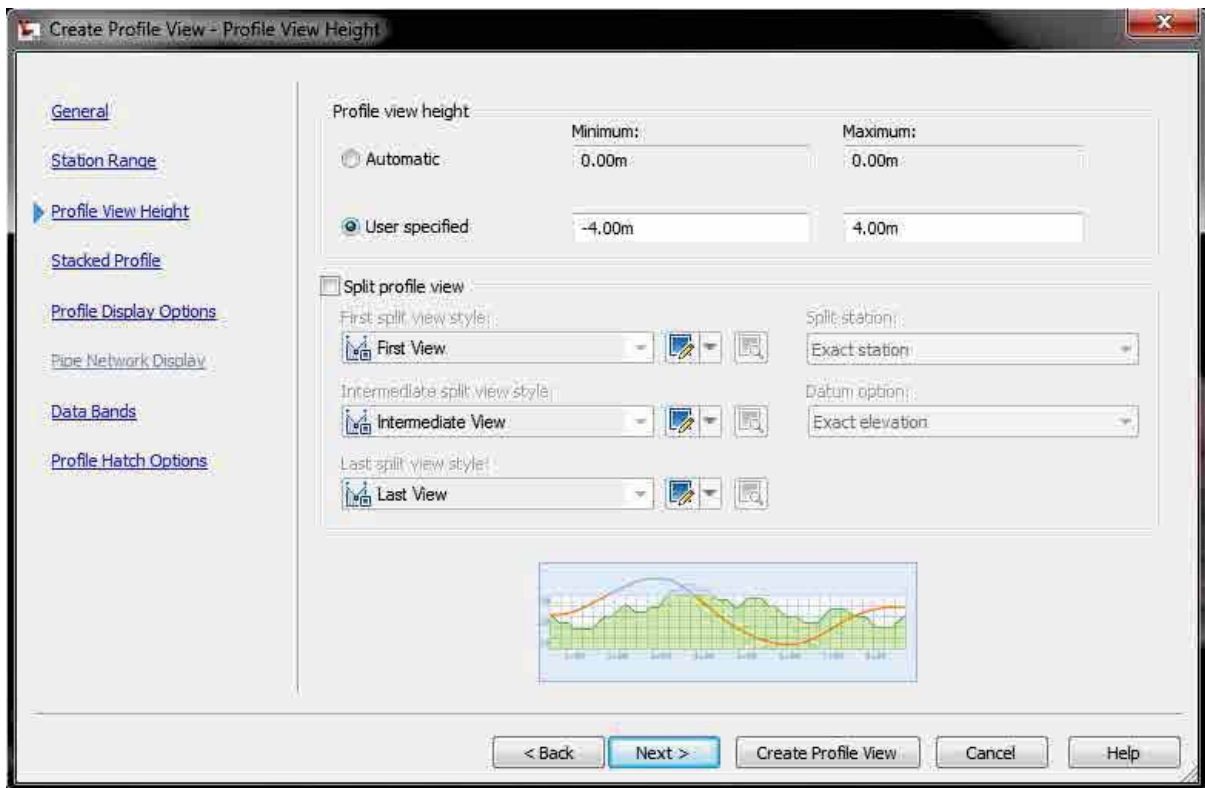 Create Profile View - Profile View Height
General
Station Range
Profile View Height
Stacked Profile
Profile Display Options
Pipe Network Display
Data Bands
Profile Hatch Options
Profile view height
Minimum: Maximum:
Automatic 0.00m 0.00m
User specified -4.00m 4.00m
Split profile view
First split view style: Split station:
First View Exact station
Intermediate split view style: Datum option:
Intermediate View Exact elevation
Last split view style:
Last View
< Back Next > Create Profile View Cancel Help